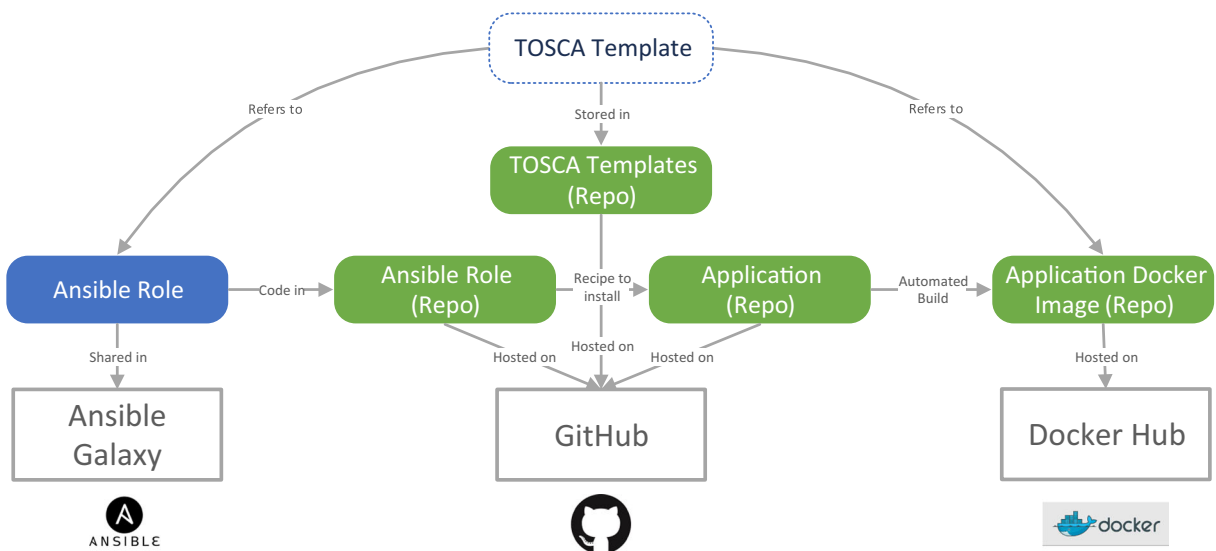 TOSCA Template
Refers to
Stored in
Refers to
TOSCA Templates
(Repo)
Ansible Role
Code in
Ansible Role
(Repo)
Recipe to
install
Application
(Repo)
Automated
Build
Application Docker
Image (Repo)
Shared in
Hosted on
Hosted on
Hosted on
Hosted on
Ansible
Galaxy
GitHub
Docker Hub
A
ANSIBLE
docker